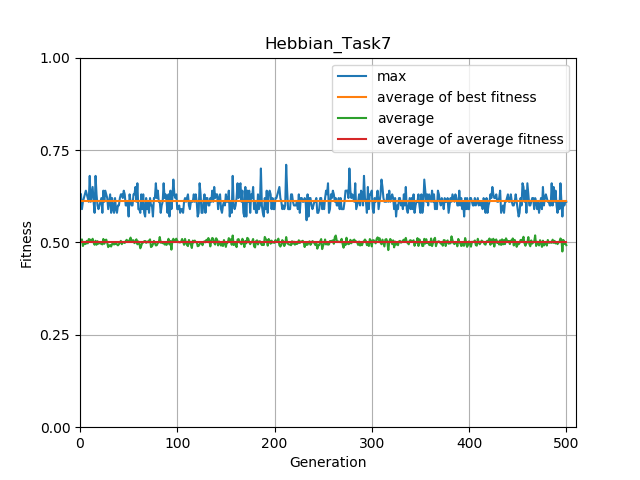 Hebbian_Task7
max
average of best fitness
average
average of average fitness
1.00
0.75
0.50
0.25
0.00
Fitness
0 100 200 300 400 500
Generation